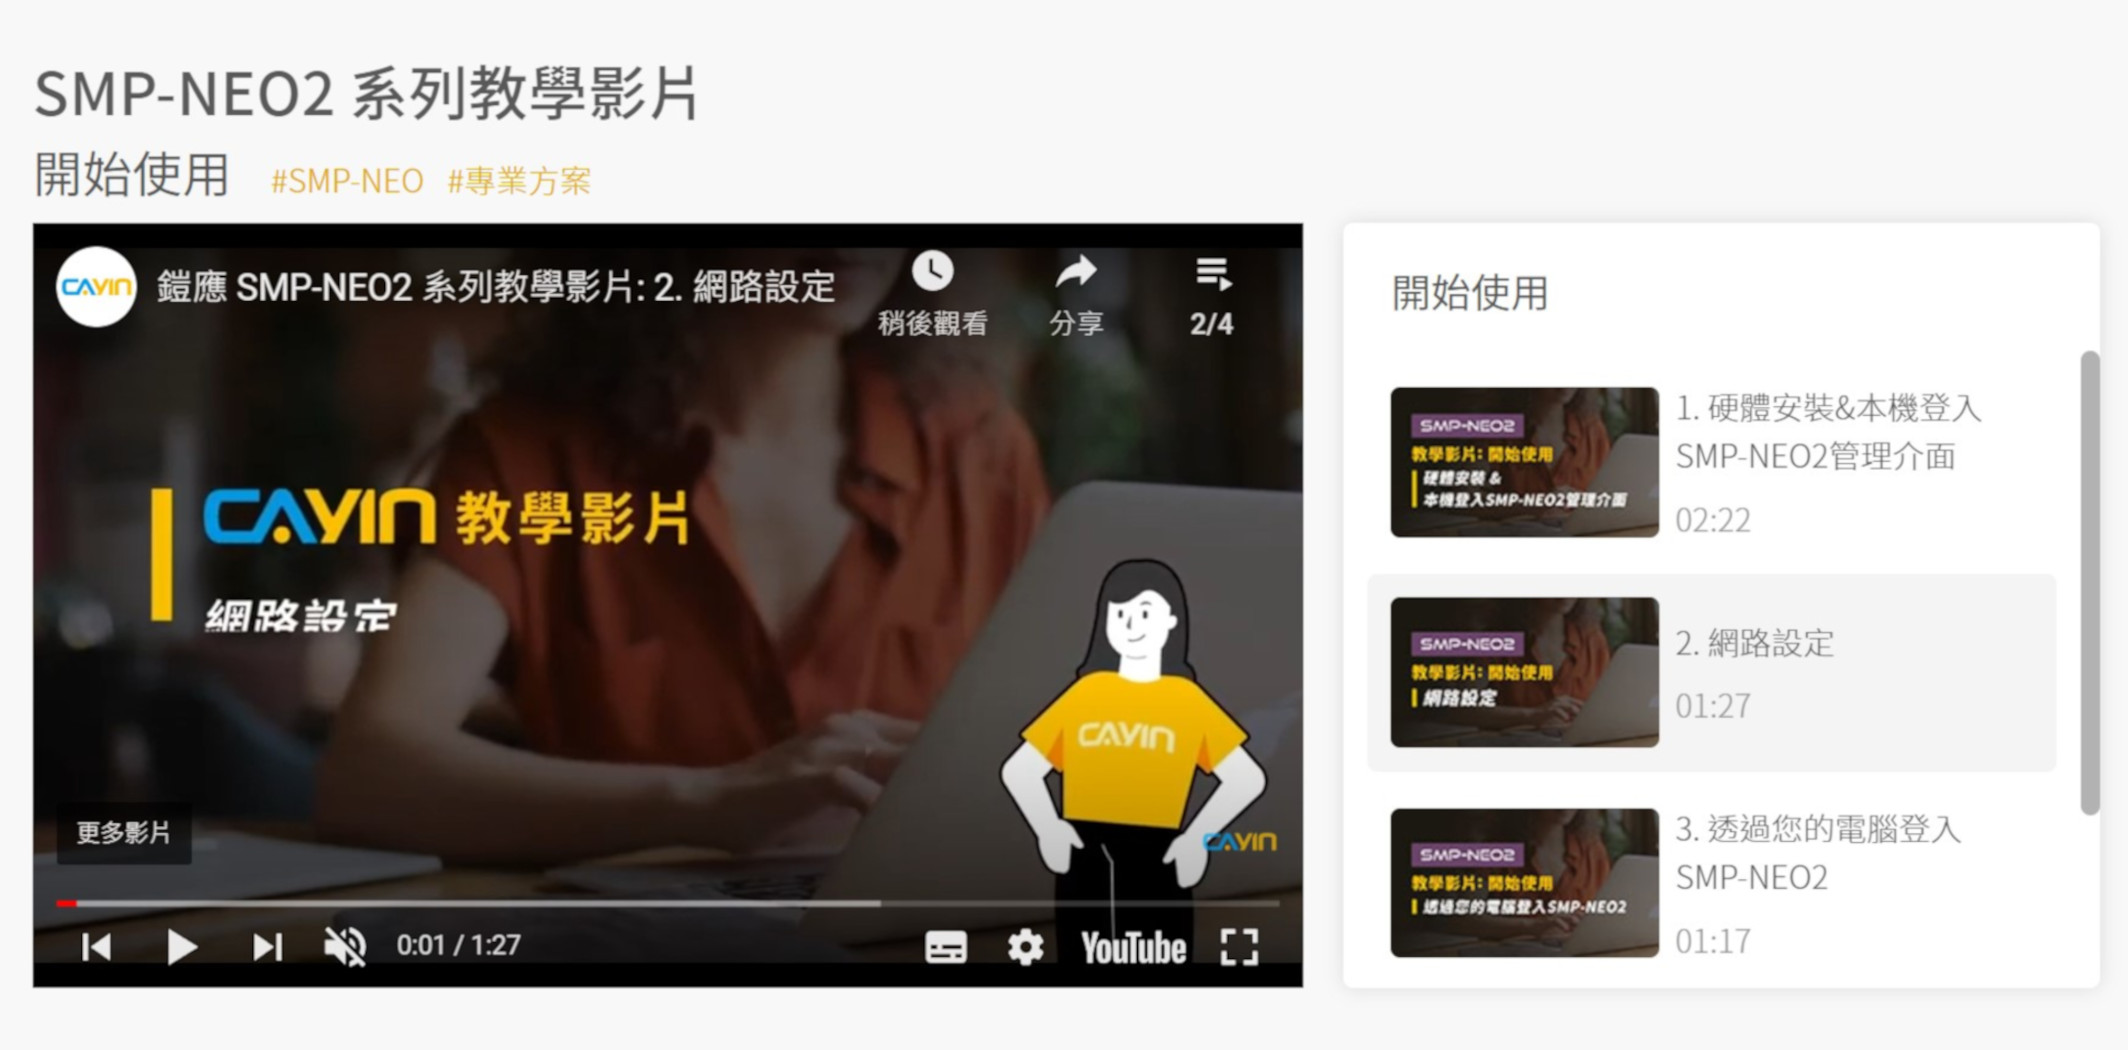 SMP-NEO2 系列教學影片
開始使用 #SMP-NEO #專業方案
CAYIN
鎧應 SMP-NEO2 系列教學影片: 2. 網路設定
稍後觀看
分享
2/4
CAYIN 教學影片
網路設定
CAYIN
CAYIN
更多影片
0:01 / 1:27
YouTube
開始使用
SMP-NEO2
教學影片: 開始使用
硬體安裝 &
本機登入SMP-NEO2管理介面
1. 硬體安裝&本機登入
SMP-NEO2管理介面
02:22
SMP-NEO2
教學影片: 開始使用
網路設定
2. 網路設定
01:27
SMP-NEO2
教學影片: 開始使用
透過您的電腦登入SMP-NEO2
3. 透過您的電腦登入
SMP-NEO2
01:17